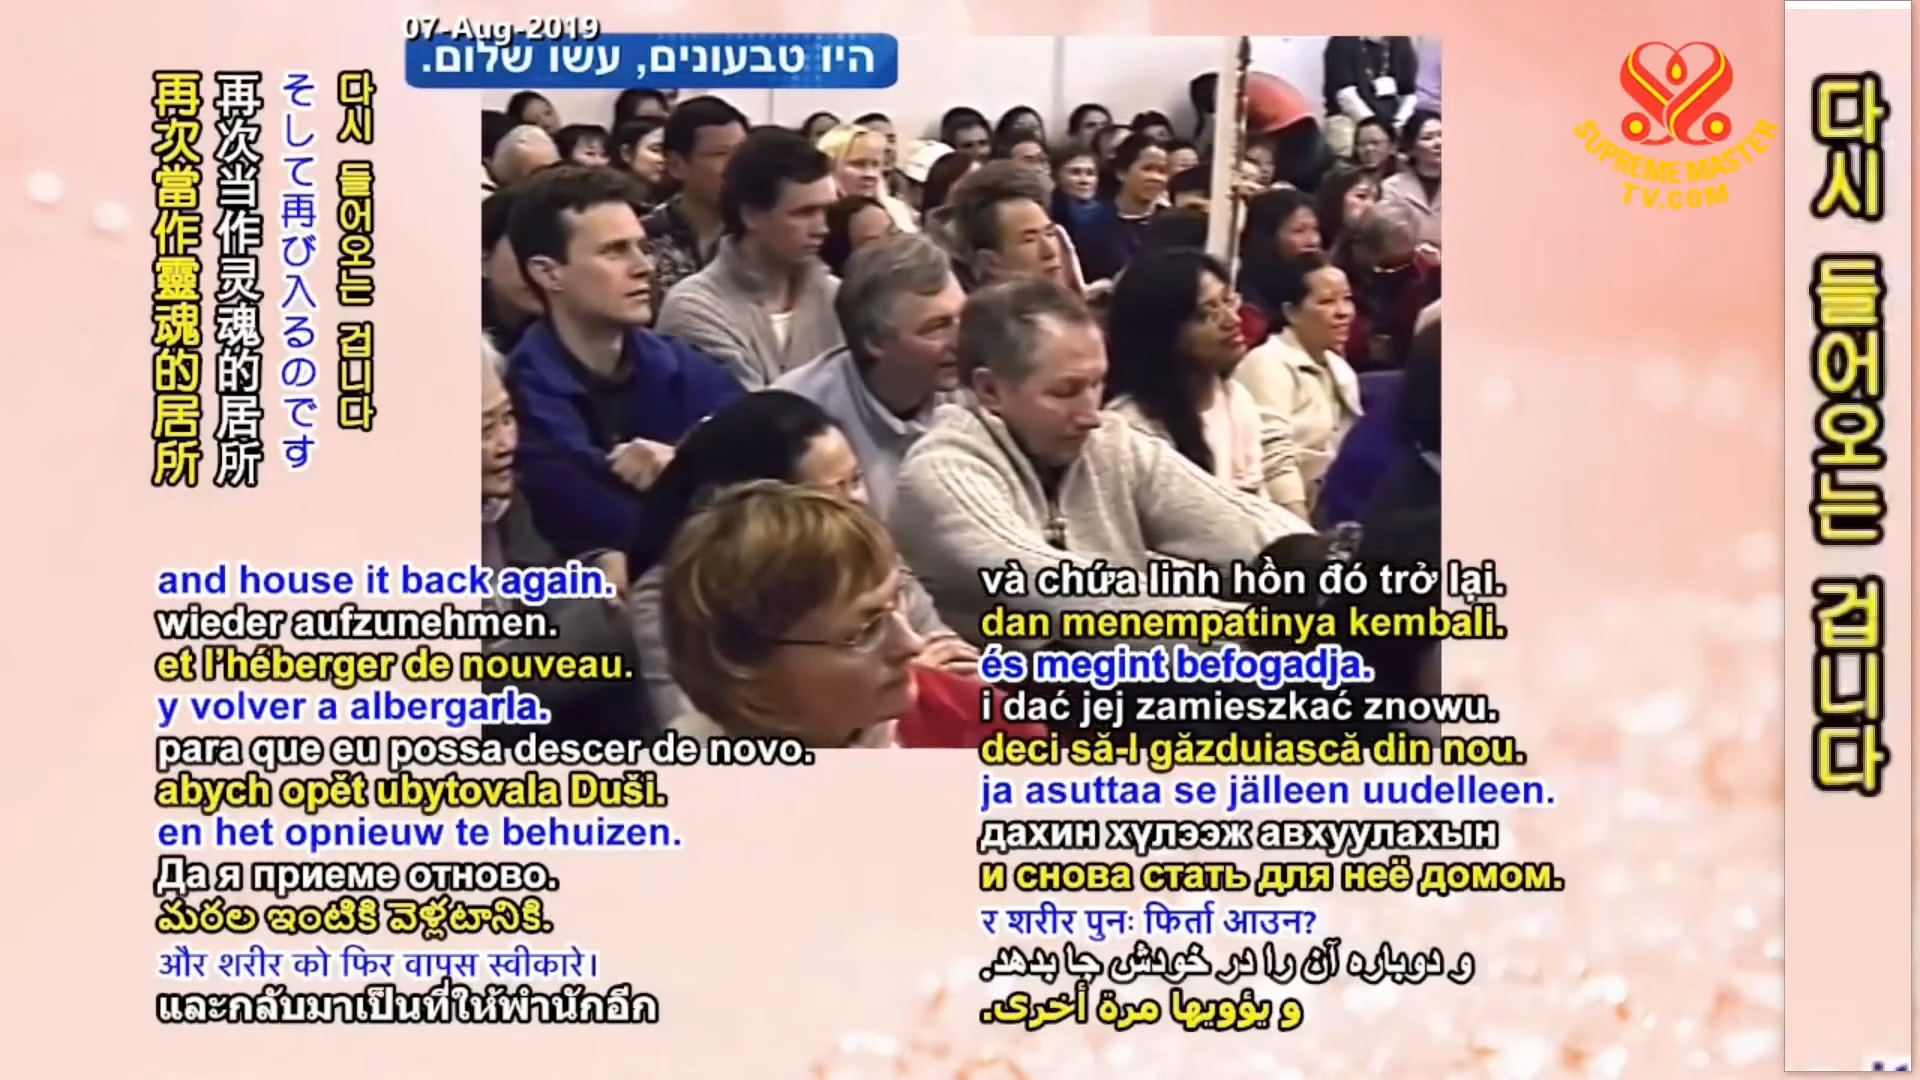 07-Aug-2019
היו טבעונים, עשו שלום.
SUPREME MASTER
TV.COM
다시 들어오는 겁니다
そして再び入るのです
再次当作灵魂的居所
再次當作靈魂的居所
다시 들어오는 겁니다
and house it back again.
wieder aufzunehmen.
et l'héberger de nouveau.
y volver a albergarla.
para que eu possa descer de novo.
abych opět ubytovala Duši.
en het opnieuw te behuizen.
Да я приеме отново.
మరల ఇంటికి వెళ్లటానికి.
और शरीर को फिर वापस स्वीकारे।
และกลับมาเป็นที่ให้พำนักอีก
và chứa linh hồn đó trở lại.
dan menempatinya kembali.
és megint befogadja.
i dać jej zamieszkać znowu.
deci să-l găzduiască din nou.
ja asuttaa se jälleen uudelleen.
дахин хүлээж авхуулахын
и снова стать для неё домом.
र शरीर पुनः फिर्ता आउन?
و دوباره آن را در خودش جا بدهد.
و يؤويها مرة أخرى.